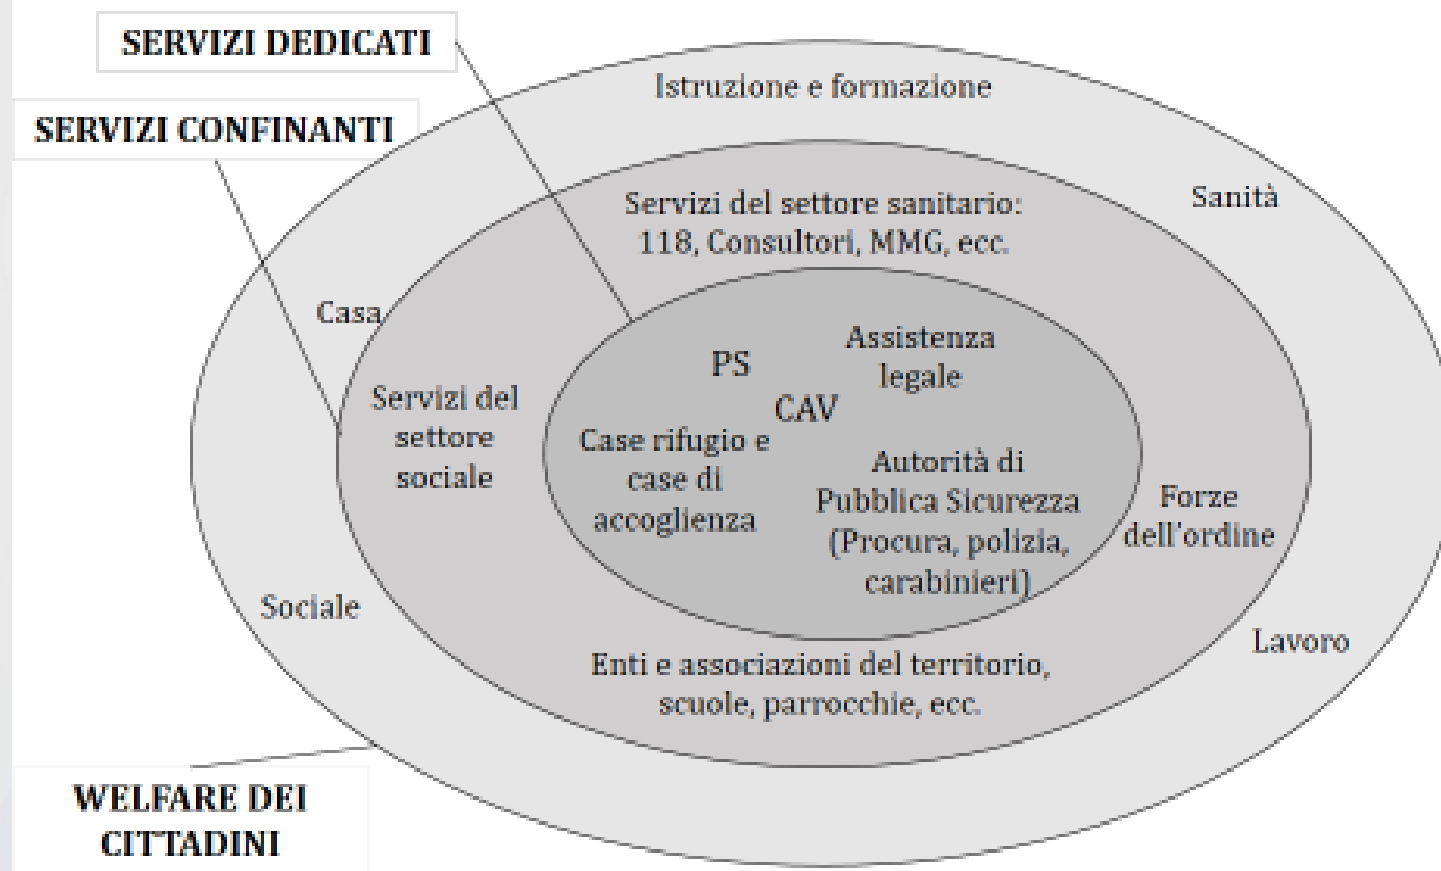 SERVIZI DEDICATI
SERVIZI CONFINANTI
Istruzione e formazione
Sanità
Servizi del settore sanitario:
118, Consultori, MMG, ecc.
Casa
Servizi del
settore
sociale
PS
Assistenza
legale
CAV
Case rifugio e
case di
accoglienza
Autorità di
Pubblica Sicurezza
(Procura, polizia,
carabinieri)
Forze
dell'ordine
Sociale
Lavoro
Enti e associazioni del territorio,
scuole, parrocchie, ecc.
WELFARE DEI
CITTADINI